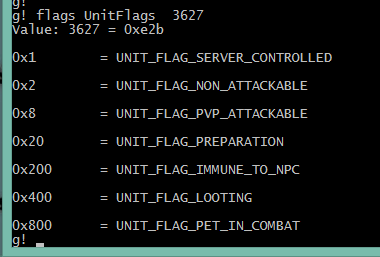 g!
g! flags UnitFlags  3627
Value: 3627 = 0xe2b
0x1        = UNIT_FLAG_SERVER_CONTROLLED
0x2        = UNIT_FLAG_NON_ATTACKABLE
0x8        = UNIT_FLAG_PVP_ATTACKABLE
0x20       = UNIT_FLAG_PREPARATION
0x200      = UNIT_FLAG_IMMUNE_TO_NPC
0x400      = UNIT_FLAG_LOOTING
0x800      = UNIT_FLAG_PET_IN_COMBAT
g!